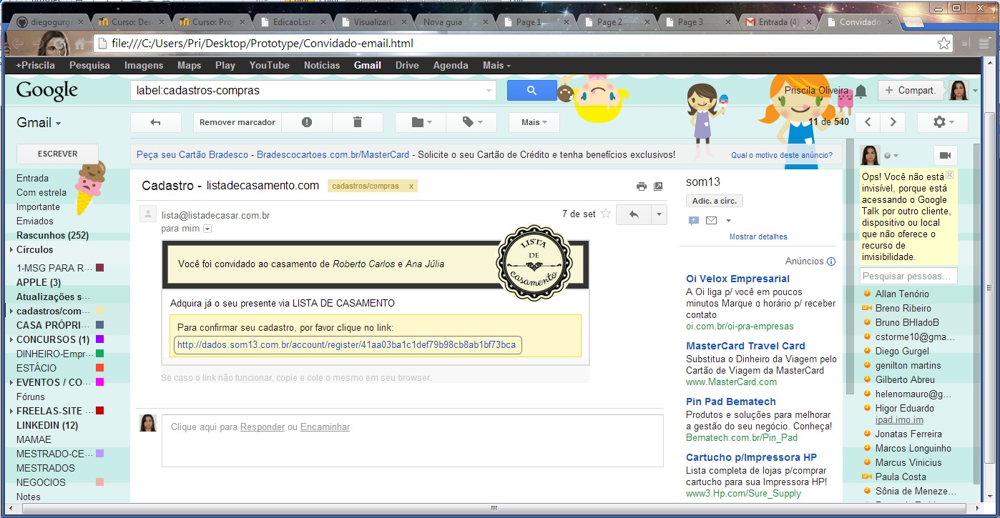 diegogurg
Curso: Des
Curso: Proj
EdicaoLista
VisualizarLi
Nova guia
Page 1
Page 2
Page 3
Entrada (4)
Convidado
file:///C:/Users/Pri/Desktop/Prototype/Convidado-email.html
+Priscila Pesquisa Imagens Maps Play YouTube Notícias Gmail Drive Agenda Mais
Google
label:cadastros-compras
Priscila Oliveira
+ Compart.
Gmail
Remover marcador
Mais
11 de 540
ESCREVER
Entrada
Com estrela
Importante
Enviados
Rascunhos (252)
Círculos
1-MSG PARA R...
APPLE (3)
Atualizações s...
cadastros/com...
CASA PRÓPRI...
CONCURSOS (1)
DINHEIRO-Empr...
ESTÁCIO
EVENTOS / CO...
Fóruns
FREELAS-SITE ...
LINKEDIN (12)
MAMAE
MESTRADO-CE...
MESTRADOS
NEGOCIOS
Notes
Peça seu Cartão Bradesco - Bradescocartoes.com.br/MasterCard - Solicite o seu Cartão de Crédito e tenha benefícios exclusivos!
Qual o motivo deste anúncio?
Cadastro - listadecasamento.com
cadastros/compras x
lista@listadecasar.com.br
7 de set
para mim
Você foi convidado ao casamento de Roberto Carlos e Ana Júlia
LISTA
DE
casamento
Adquira já o seu presente via LISTA DE CASAMENTO
Para confirmar seu cadastro, por favor clique no link:
http://dados.som13.com.br/account/register/41aa03ba1c1def79b98cb8ab1bf73bca
Se caso o link não funcionar, copie e cole o mesmo em seu browser.
Clique aqui para Responder ou Encaminhar
som13
Adic. a círc.
Mostrar detalhes
Anúncios
Oi Velox Empresarial
A Oi liga p/ você em poucos
minutos Marque o horário p/ receber
contato
oi.com.br/oi-pra-empresas
MasterCard Travel Card
Substitua o Dinheiro da Viagem pelo
Cartão de Viagem da MasterCard
www.MasterCard.com
Pin Pad Bematech
Produtos e soluções para melhorar
a gestão do seu negócio. Conheça!
Bematech.com.br/Pin_Pad
Cartucho p/Impressora HP
Lista completa de lojas p/comprar
cartucho para sua Impressora HP!
www3.Hp.com/Sure_Supply
Ops! Você não está
invisível, porque está
acessando o Google
Talk por outro cliente,
dispositivo ou local
que não oferece o
recurso de
invisibilidade.
Pesquisar pessoas...
Allan Tenório
Breno Ribeiro
Bruno BHladoB
cstorme10@gma...
Diego Gurgel
genilton martins
Gilberto Abreu
helenomauro@g...
Higor Eduardo
ipad.imo.im
Jonatas Ferreira
Marcos Longuinho
Marcus Vinicius
Paula Costa
Sônia de Meneze...